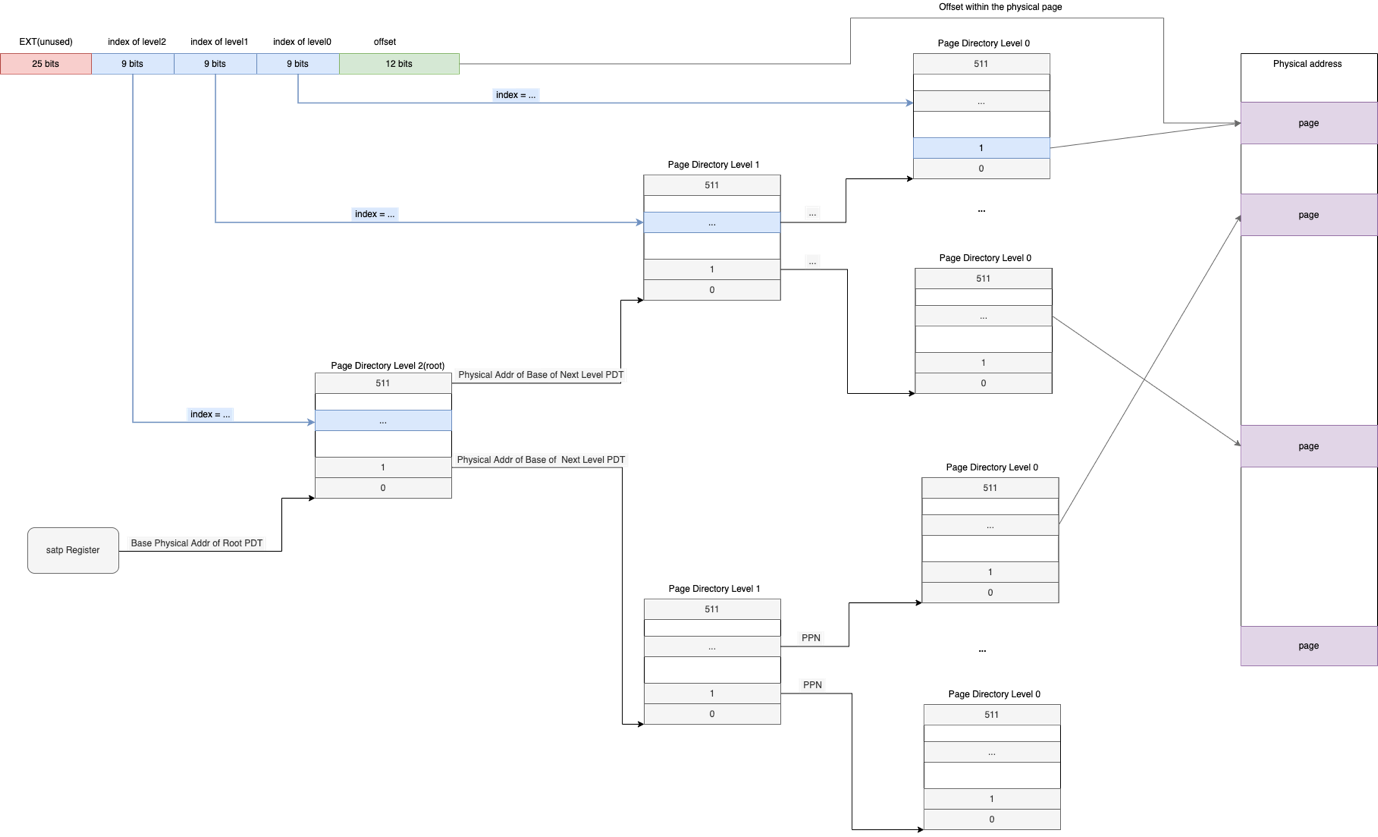 Offset within the physical page
EXT(unused)
index of level2
index of level1
index of level0
offset
25 bits
9 bits
9 bits
9 bits
12 bits
index = ...
Page Directory Level 0
511
...
1
0
Physical address
page
page
page
page
Page Directory Level 1
511
...
1
0
index = ...
...
...
...
Page Directory Level 0
511
...
1
0
Page Directory Level 2(root)
511
...
1
0
index = ...
Physical Addr of Base of Next Level PDT
Physical Addr of Base of  Next Level PDT
satp Register
Base Physical Addr of Root PDT
Page Directory Level 0
511
...
1
0
Page Directory Level 1
511
...
1
0
PPN
PPN
...
Page Directory Level 0
511
...
1
0